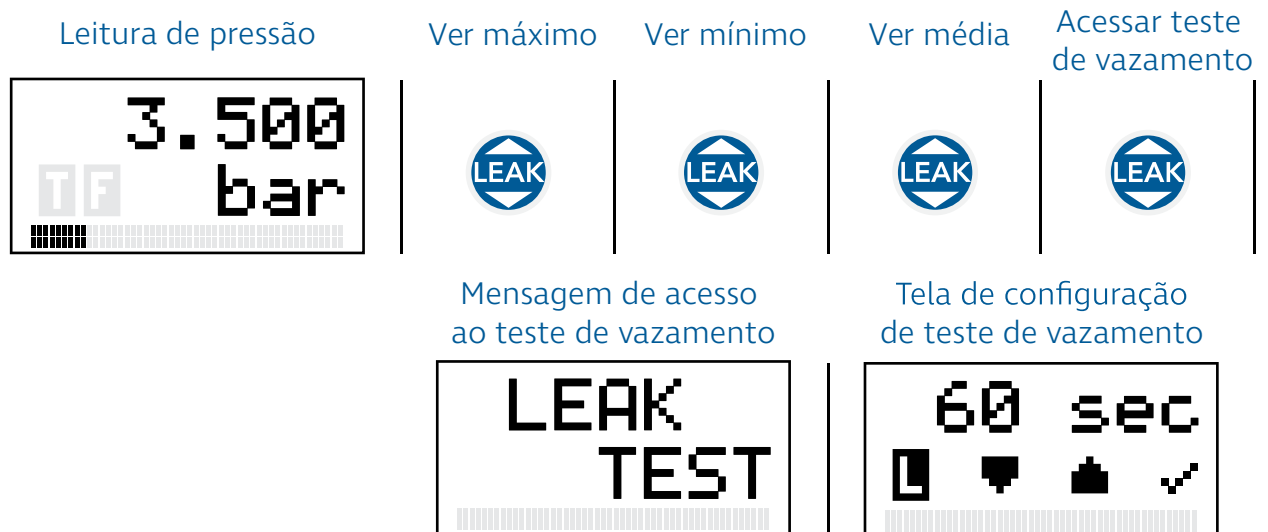 Leitura de pressão
Ver máximo
Ver mínimo
Ver média
Acessar teste
de vazamento
3.500
T F bar
LEAK
LEAK
LEAK
LEAK
Mensagem de acesso
ao teste de vazamento
Tela de configuração
de teste de vazamento
LEAK
TEST
60 sec
L